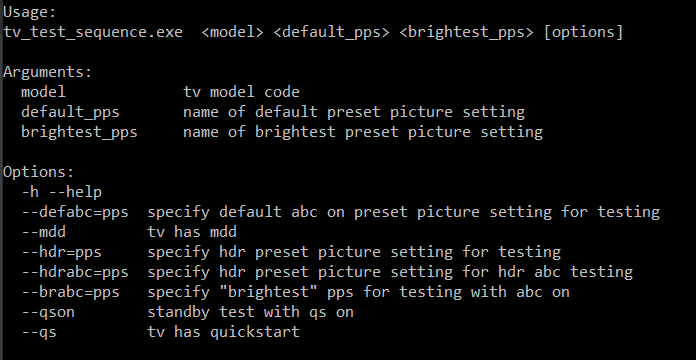 Usage:
tv_test_sequence.exe  <model> <default_pps> <brightest_pps> [options]

Arguments:
  model             tv model code
  default_pps       name of default preset picture setting
  brightest_pps     name of brightest preset picture setting

Options:
  -h --help
  --defabc=pps  specify default abc on preset picture setting for testing
  --mdd         tv has mdd
  --hdr=pps     specify hdr preset picture setting for testing
  --hdrabc=pps  specify hdr preset picture setting for hdr abc testing
  --brabc=pps   specify "brightest" pps for testing with abc on
  --qson        standby test with qs on
  --qs          tv has quickstart